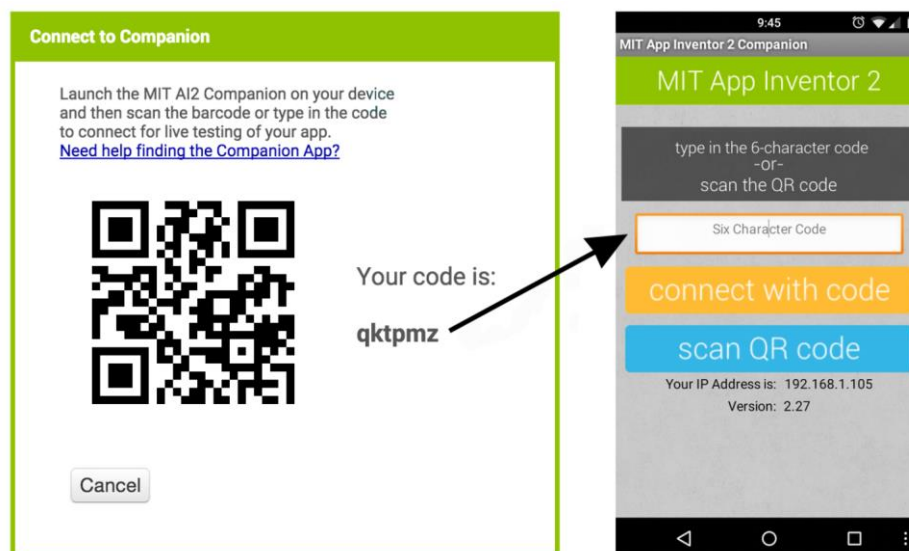 Connect to Companion
Launch the MIT AI2 Companion on your device
and then scan the barcode or type in the code
to connect for live testing of your app.
Need help finding the Companion App?
Your code is:
qktpmz
Cancel
9:45
MIT App Inventor 2 Companion
MIT App Inventor 2
type in the 6-character code
-or-
scan the QR code
Six Character Code
connect with code
scan QR code
Your IP Address is: 192.168.1.105
Version: 2.27